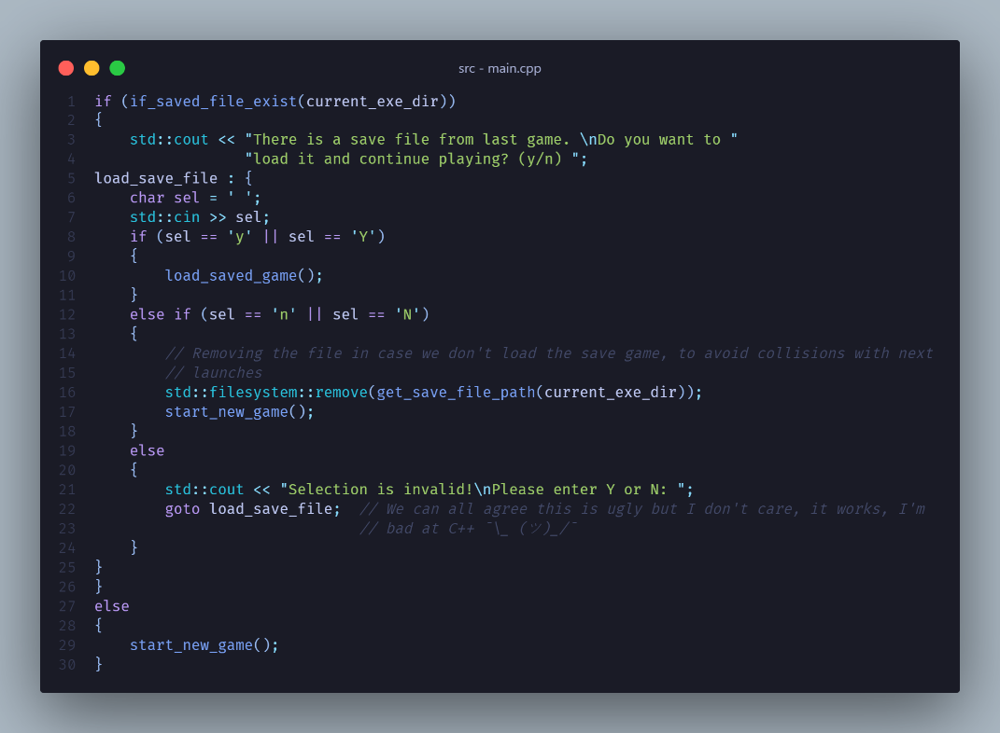 src - main.cpp
1 if (if_saved_file_exist(current_exe_dir))
2 {
3     std::cout << "There is a save file from last game. \nDo you want to "
4                  "load it and continue playing? (y/n) ";
5 load_save_file : {
6     char sel = ' ';
7     std::cin >> sel;
8     if (sel == 'y' || sel == 'Y')
9     {
10         load_saved_game();
11     }
12     else if (sel == 'n' || sel == 'N')
13     {
14         // Removing the file in case we don't load the save game, to avoid collisions with next
15         // launches
16         std::filesystem::remove(get_save_file_path(current_exe_dir));
17         start_new_game();
18     }
19     else
20     {
21         std::cout << "Selection is invalid!\nPlease enter Y or N: ";
22         goto load_save_file;  // We can all agree this is ugly but I don't care, it works, I'm
23                               // bad at C++ ¯\_ (ツ)_/¯
24     }
25 }
26 }
27 else
28 {
29     start_new_game();
30 }